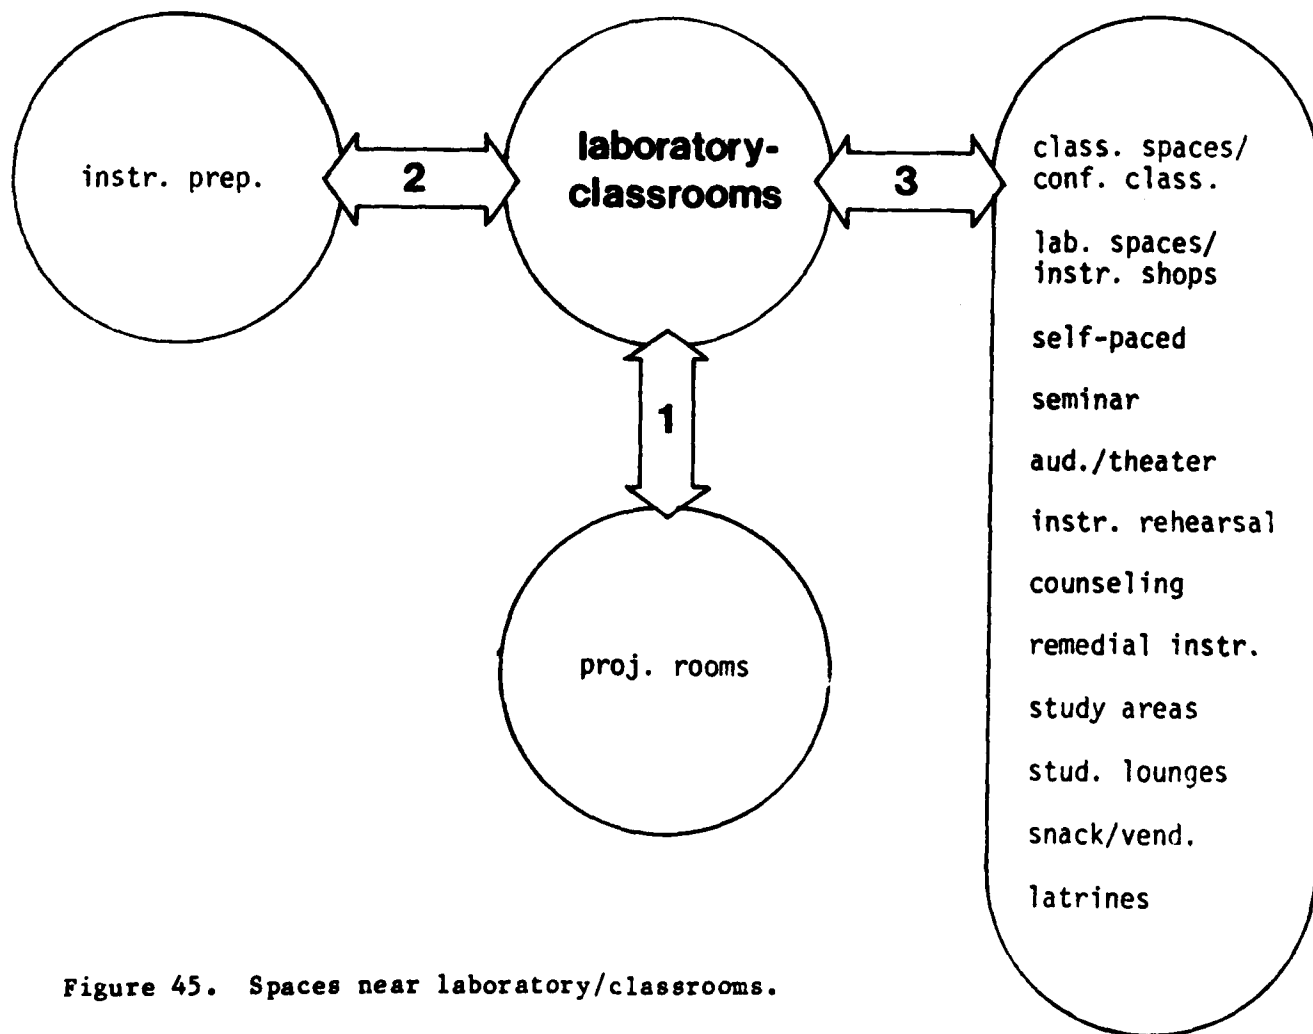 instr. prep.
2
laboratory-
classrooms
3
class. spaces/
conf. class.
lab. spaces/
instr. shops
self-paced
seminar
aud./theater
instr. rehearsal
counseling
remedial instr.
study areas
stud. lounges
snack/vend.
latrines
1
proj. rooms
Figure 45. Spaces near laboratory/classrooms.